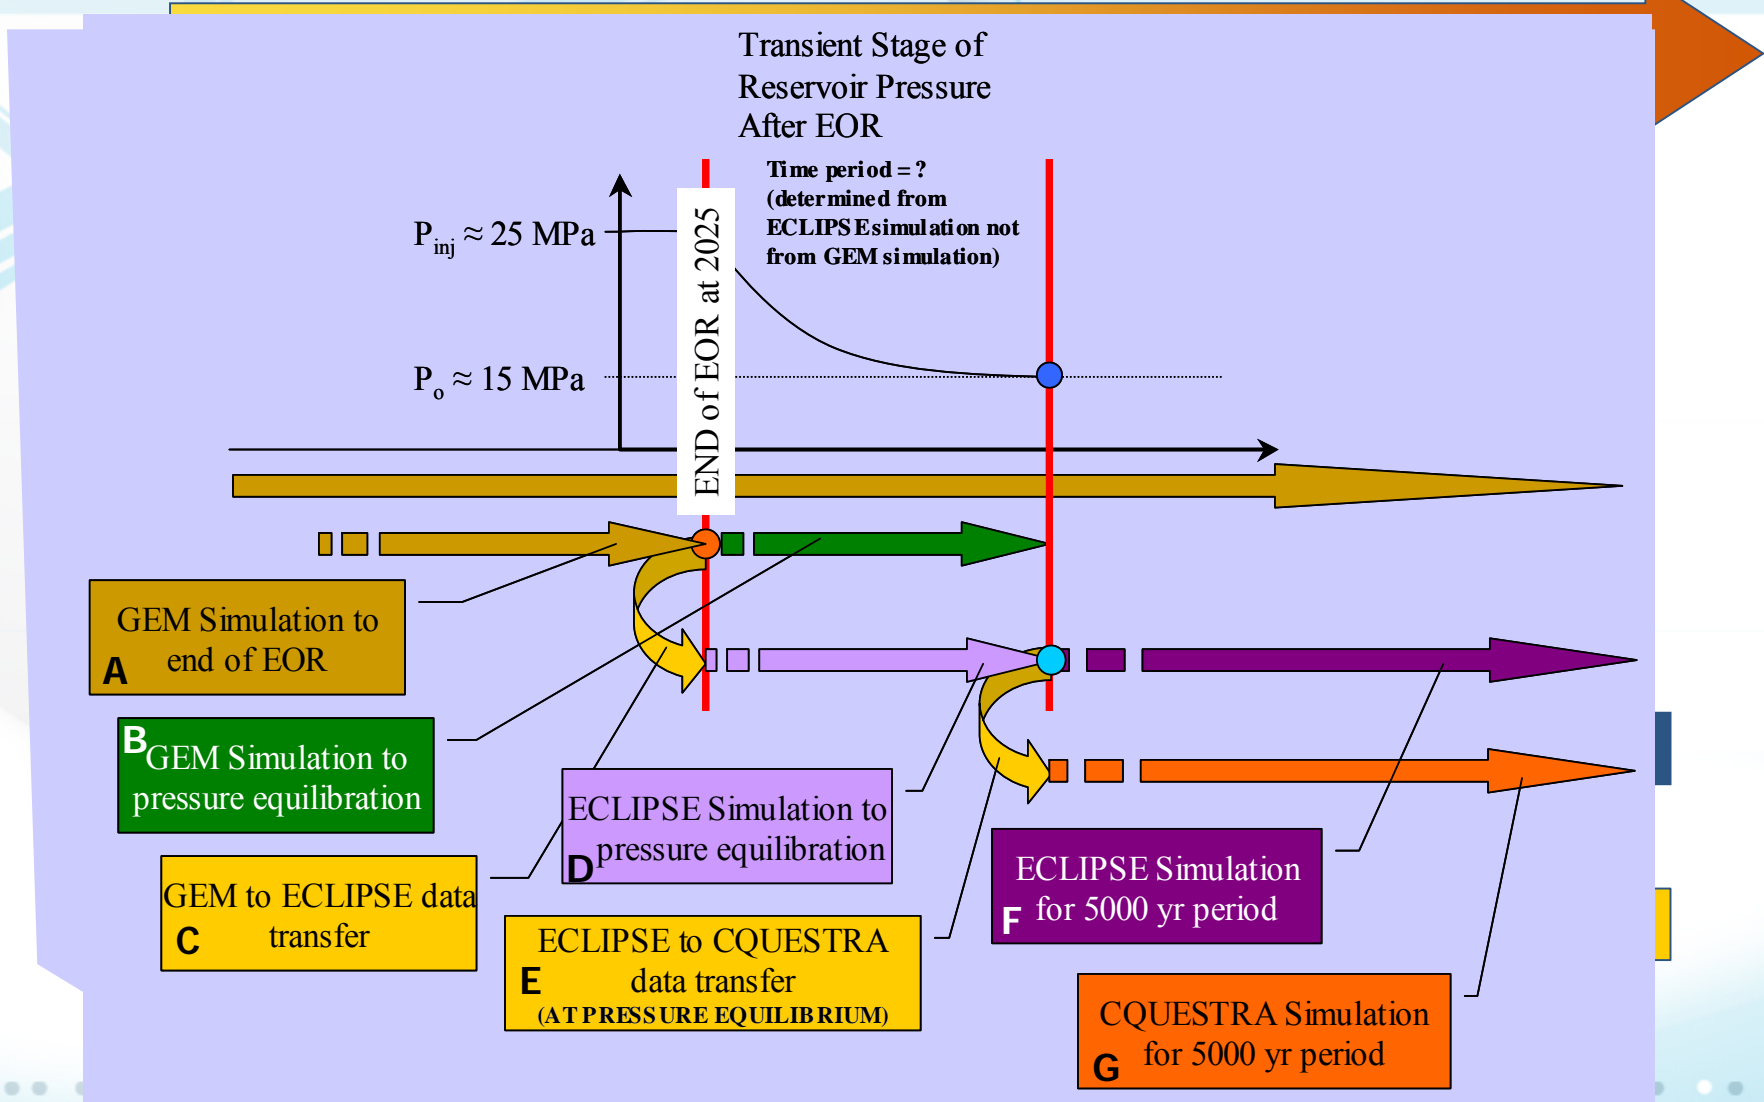 Transient Stage of
Reservoir Pressure
After EOR
Time period = ?
(determined from
ECLIPSE simulation not
from GEM simulation)
Pinj ≈ 25 MPa
Po ≈ 15 MPa
END of EOR at 2025
GEM Simulation to
end of EOR
A
B
GEM Simulation to
pressure equilibration
GEM to ECLIPSE data
transfer
C
ECLIPSE Simulation to
pressure equilibration
D
ECLIPSE to CQUESTRA
data transfer
(AT PRESSURE EQUILIBRIUM)
E
ECLIPSE Simulation
for 5000 yr period
F
CQUESTRA Simulation
for 5000 yr period
G